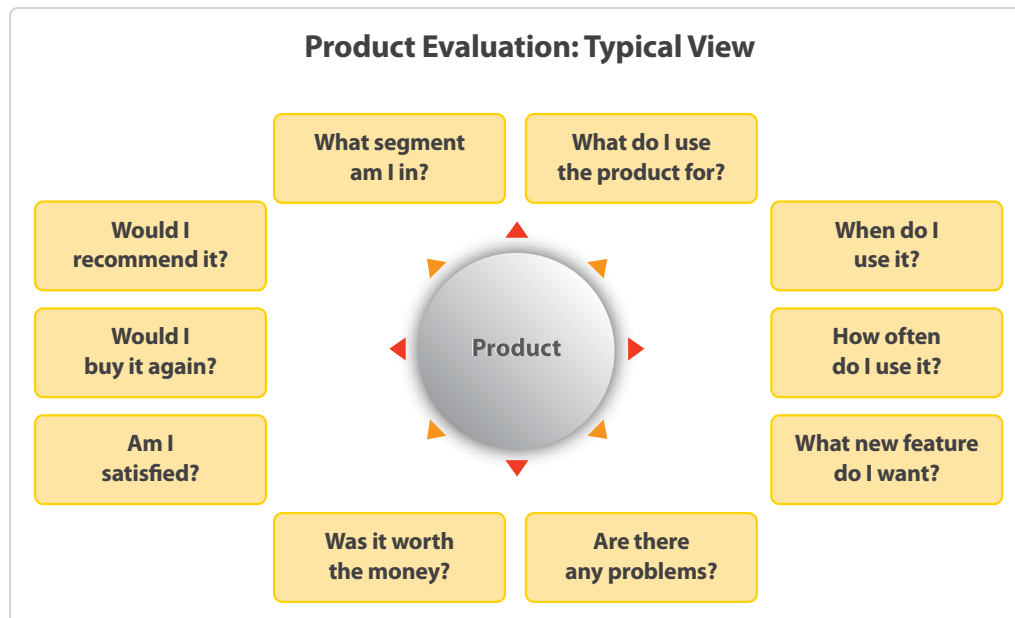 Product Evaluation: Typical View
What segment
am I in?
What do I use
the product for?
Would I
recommend it?
When do I
use it?
Would I
buy it again?
Product
How often
do I use it?
Am I
satisfied?
What new feature
do I want?
Was it worth
the money?
Are there
any problems?